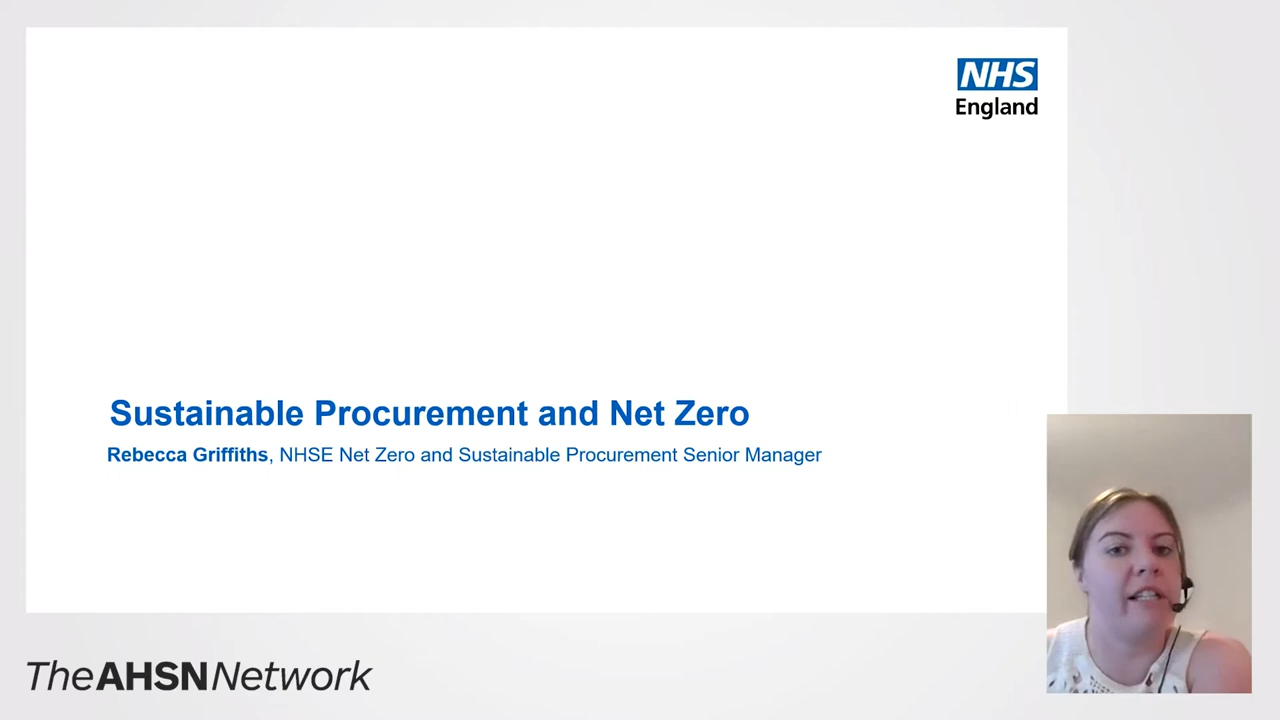 NHS
England
Sustainable Procurement and Net Zero
Rebecca Griffiths, NHSE Net Zero and Sustainable Procurement Senior Manager
TheAHSNNetwork